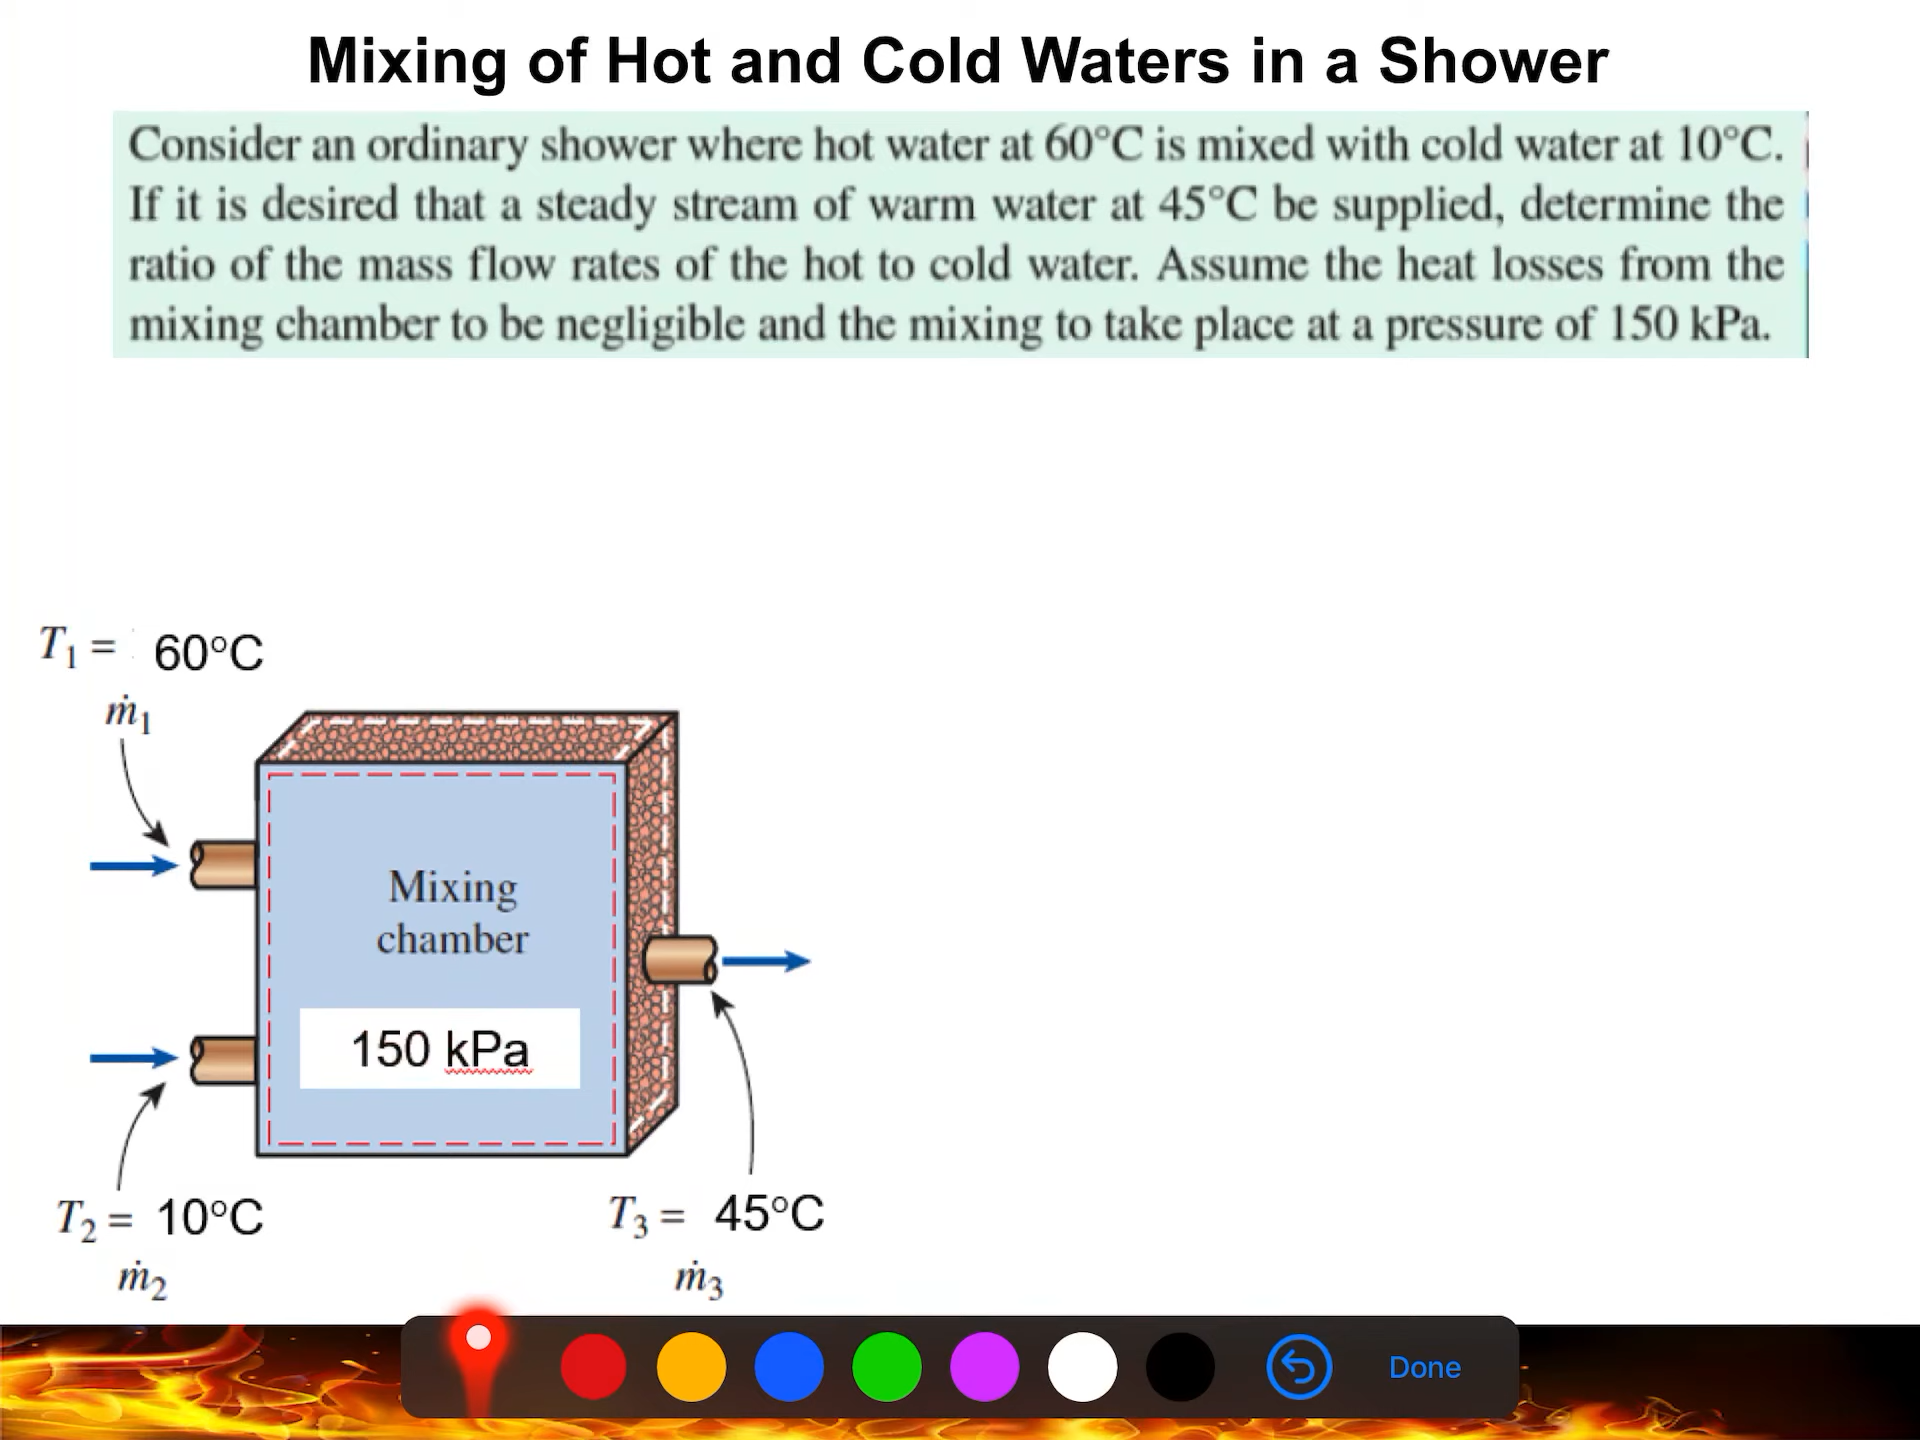 Mixing of Hot and Cold Waters in a Shower
Consider an ordinary shower where hot water at 60°C is mixed with cold water at 10°C.
If it is desired that a steady stream of warm water at 45°C be supplied, determine the
ratio of the mass flow rates of the hot to cold water. Assume the heat losses from the
mixing chamber to be negligible and the mixing to take place at a pressure of 150 kPa.
T₁ = 60°C
ṁ₁
Mixing
chamber
150 kPa
T₂ = 10°C
ṁ₂
T₃ = 45°C
ṁ₃
Done